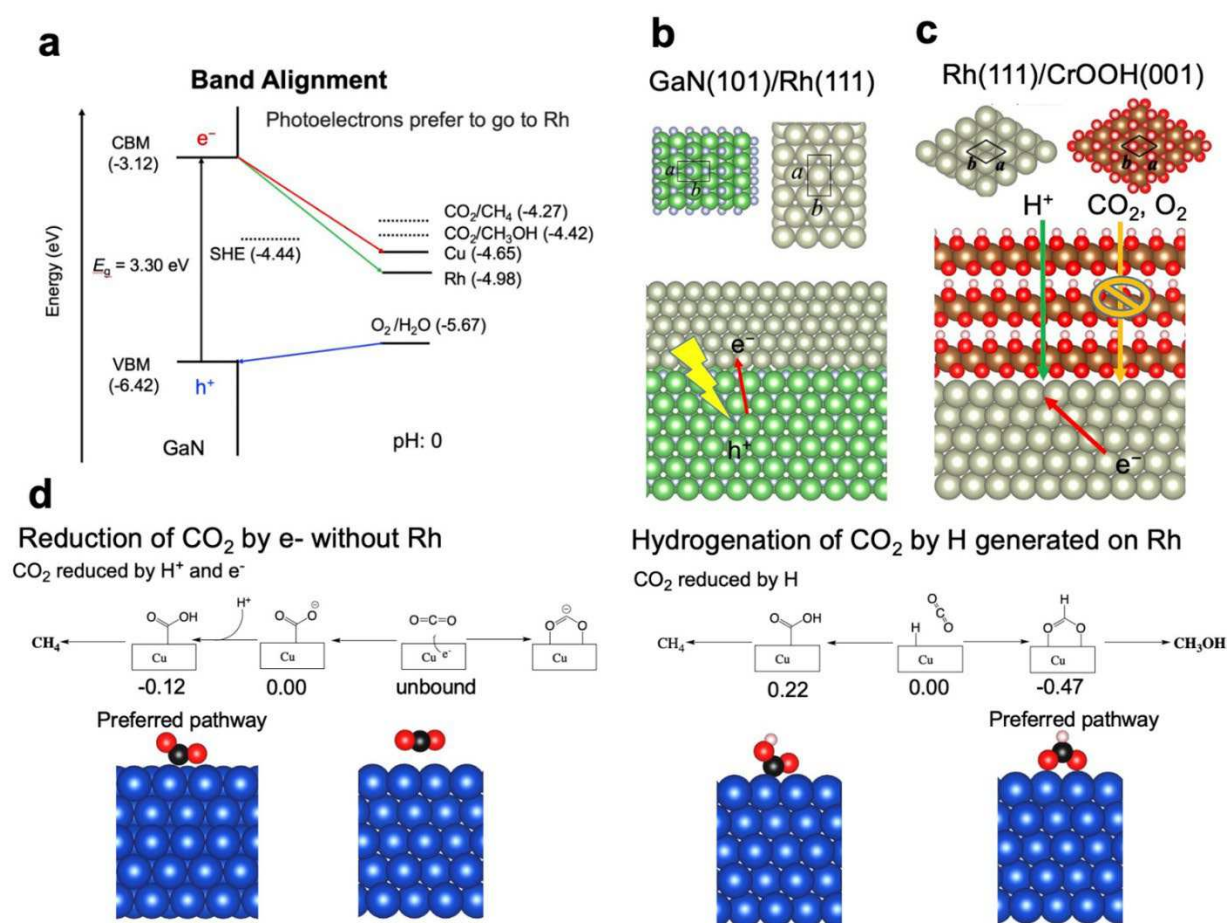 a
Band Alignment
Photoelectrons prefer to go to Rh
Energy (eV)
CBM
(-3.12)
e⁻
E_g = 3.30 eV
SHE (-4.44)
CO₂/CH₄ (-4.27)
CO₂/CH₃OH (-4.42)
Cu (-4.65)
Rh (-4.98)
O₂/H₂O (-5.67)
VBM
(-6.42)
h⁺
GaN
pH: 0
b
GaN(101)/Rh(111)
a
b
a
b
e⁻
h⁺
c
Rh(111)/CrOOH(001)
b a
b a
H⁺
CO₂, O₂
e⁻
d
Reduction of CO₂ by e- without Rh
CO₂ reduced by H⁺ and e⁻
CH₄
O OH
Cu
-0.12
H⁺
O O⊖
Cu
0.00
O=C=O
Cu e⁻
unbound
⊖
O O
Cu
Preferred pathway
Hydrogenation of CO₂ by H generated on Rh
CO₂ reduced by H
CH₄
O OH
Cu
0.22
O C O
H
Cu
0.00
H
O O
Cu
-0.47
CH₃OH
Preferred pathway